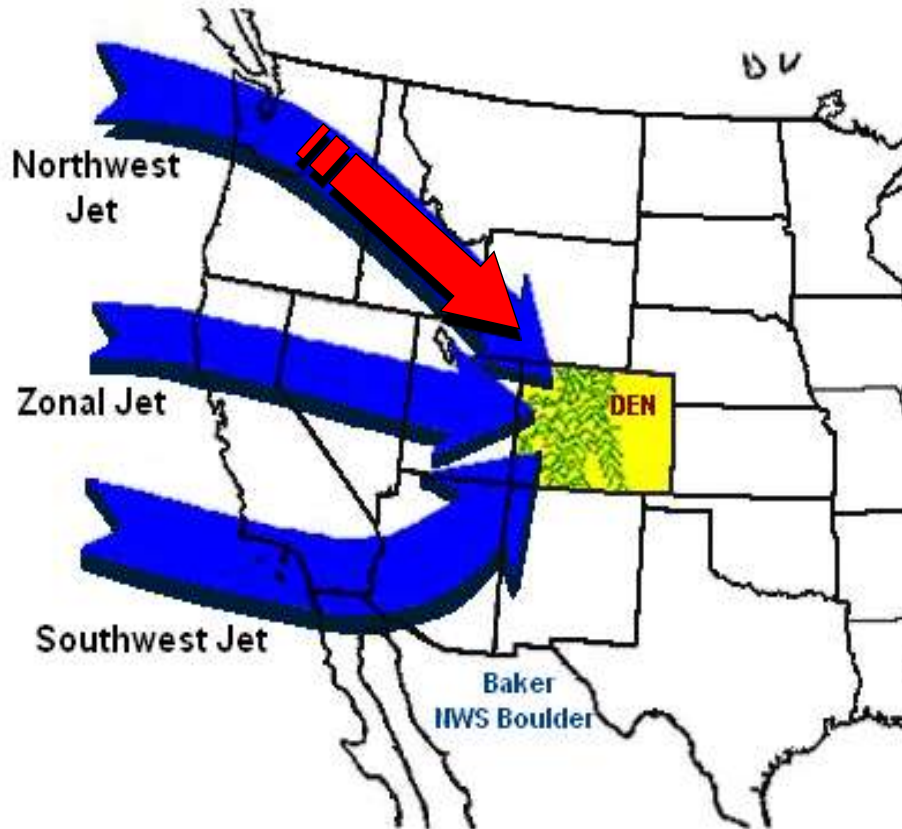 Northwest
Jet
Zonal Jet
DEN
Southwest Jet
Baker
NWS Boulder